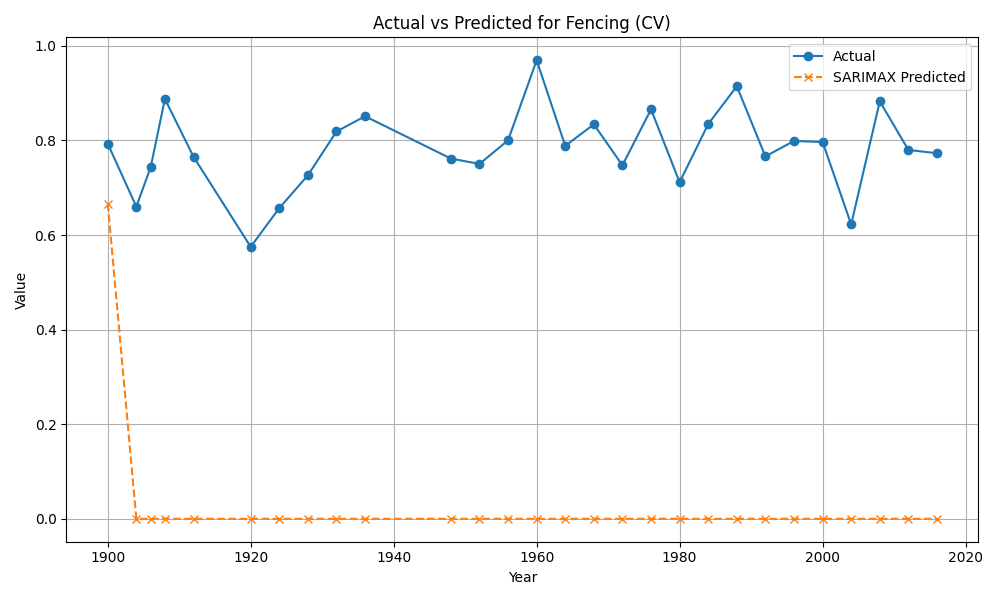 Actual vs Predicted for Fencing (CV)
Actual
SARIMAX Predicted
1.0
0.8
0.6
0.4
0.2
0.0
Value
1900 1920 1940 1960 1980 2000 2020
Year